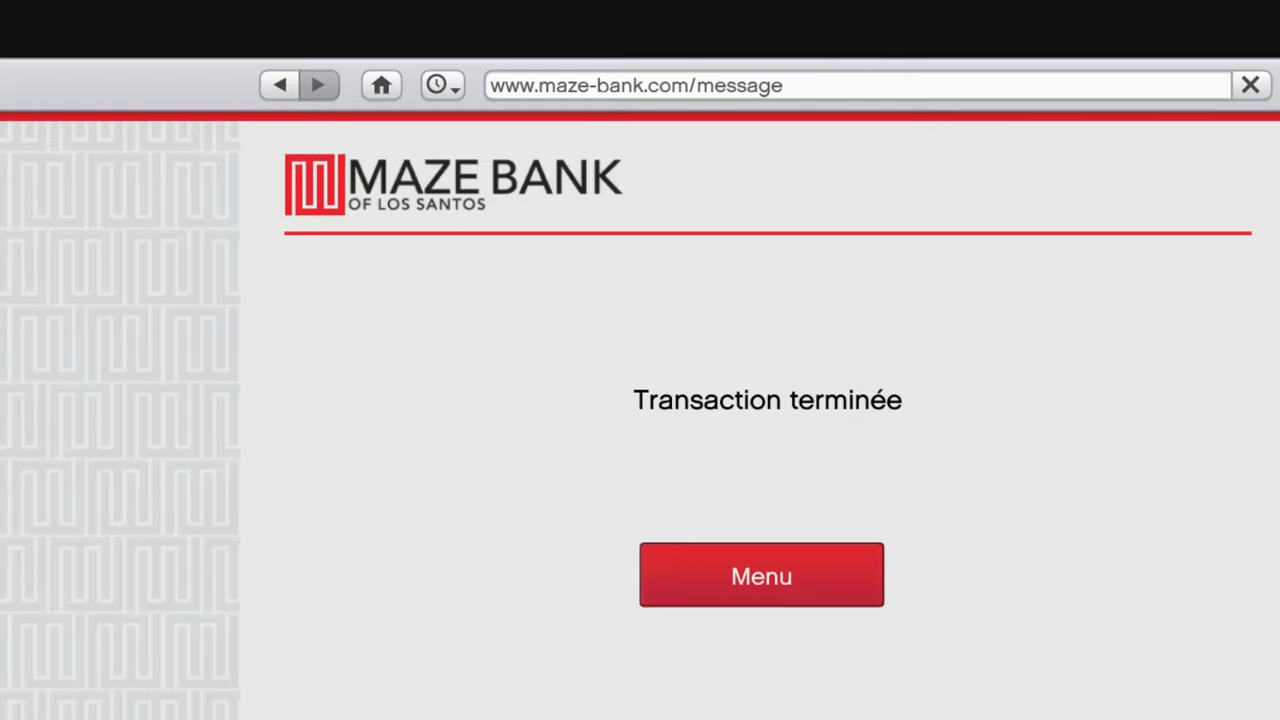 www.maze-bank.com/message
MAZE BANK
OF LOS SANTOS
Transaction terminée
Menu